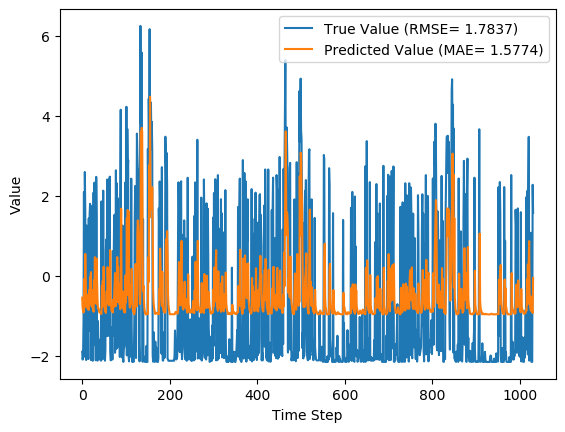 True Value (RMSE= 1.7837)
Predicted Value (MAE= 1.5774)
6
4
2
0
−2
Value
0 200 400 600 800 1000
Time Step